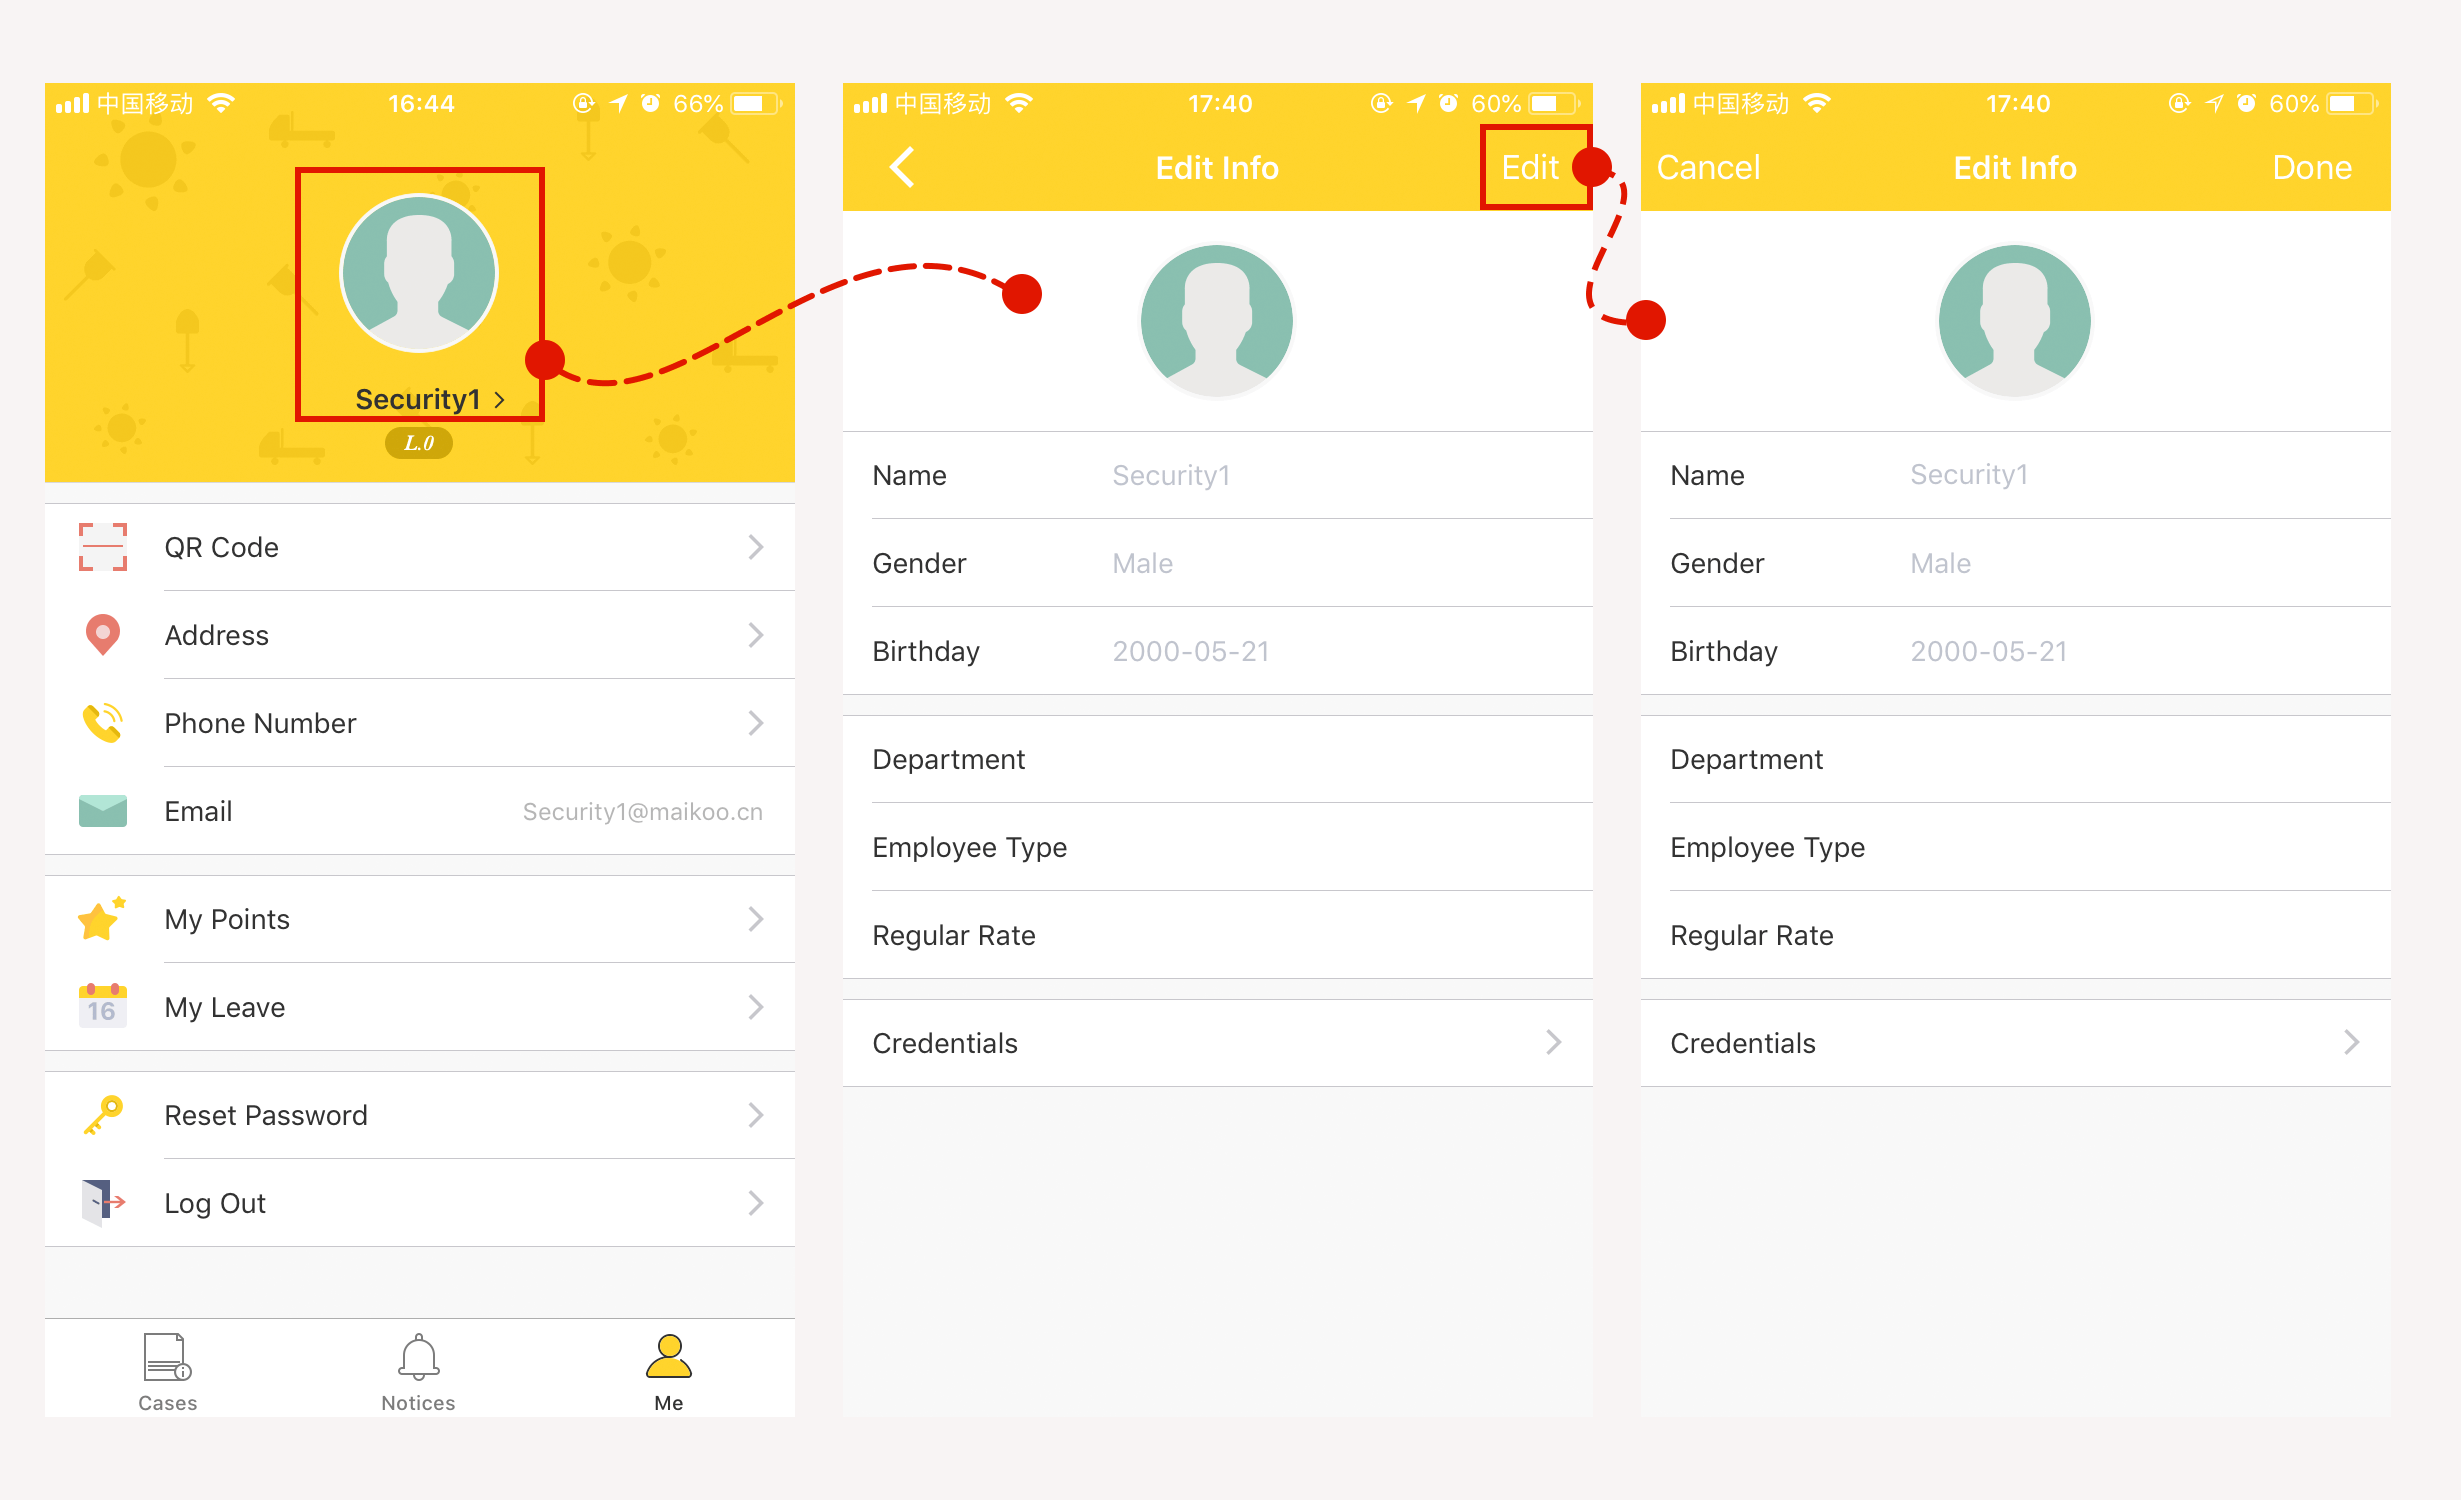 中国移动 16:44 66%
Security1 >
L.0
QR Code
Address
Phone Number
Email Security1@maikoo.cn
My Points
16
My Leave
Reset Password
Log Out
Cases Notices Me
中国移动 17:40 60%
Edit Info Edit
Name Security1
Gender Male
Birthday 2000-05-21
Department
Employee Type
Regular Rate
Credentials
中国移动 17:40 60%
Cancel Edit Info Done
Name Security1
Gender Male
Birthday 2000-05-21
Department
Employee Type
Regular Rate
Credentials